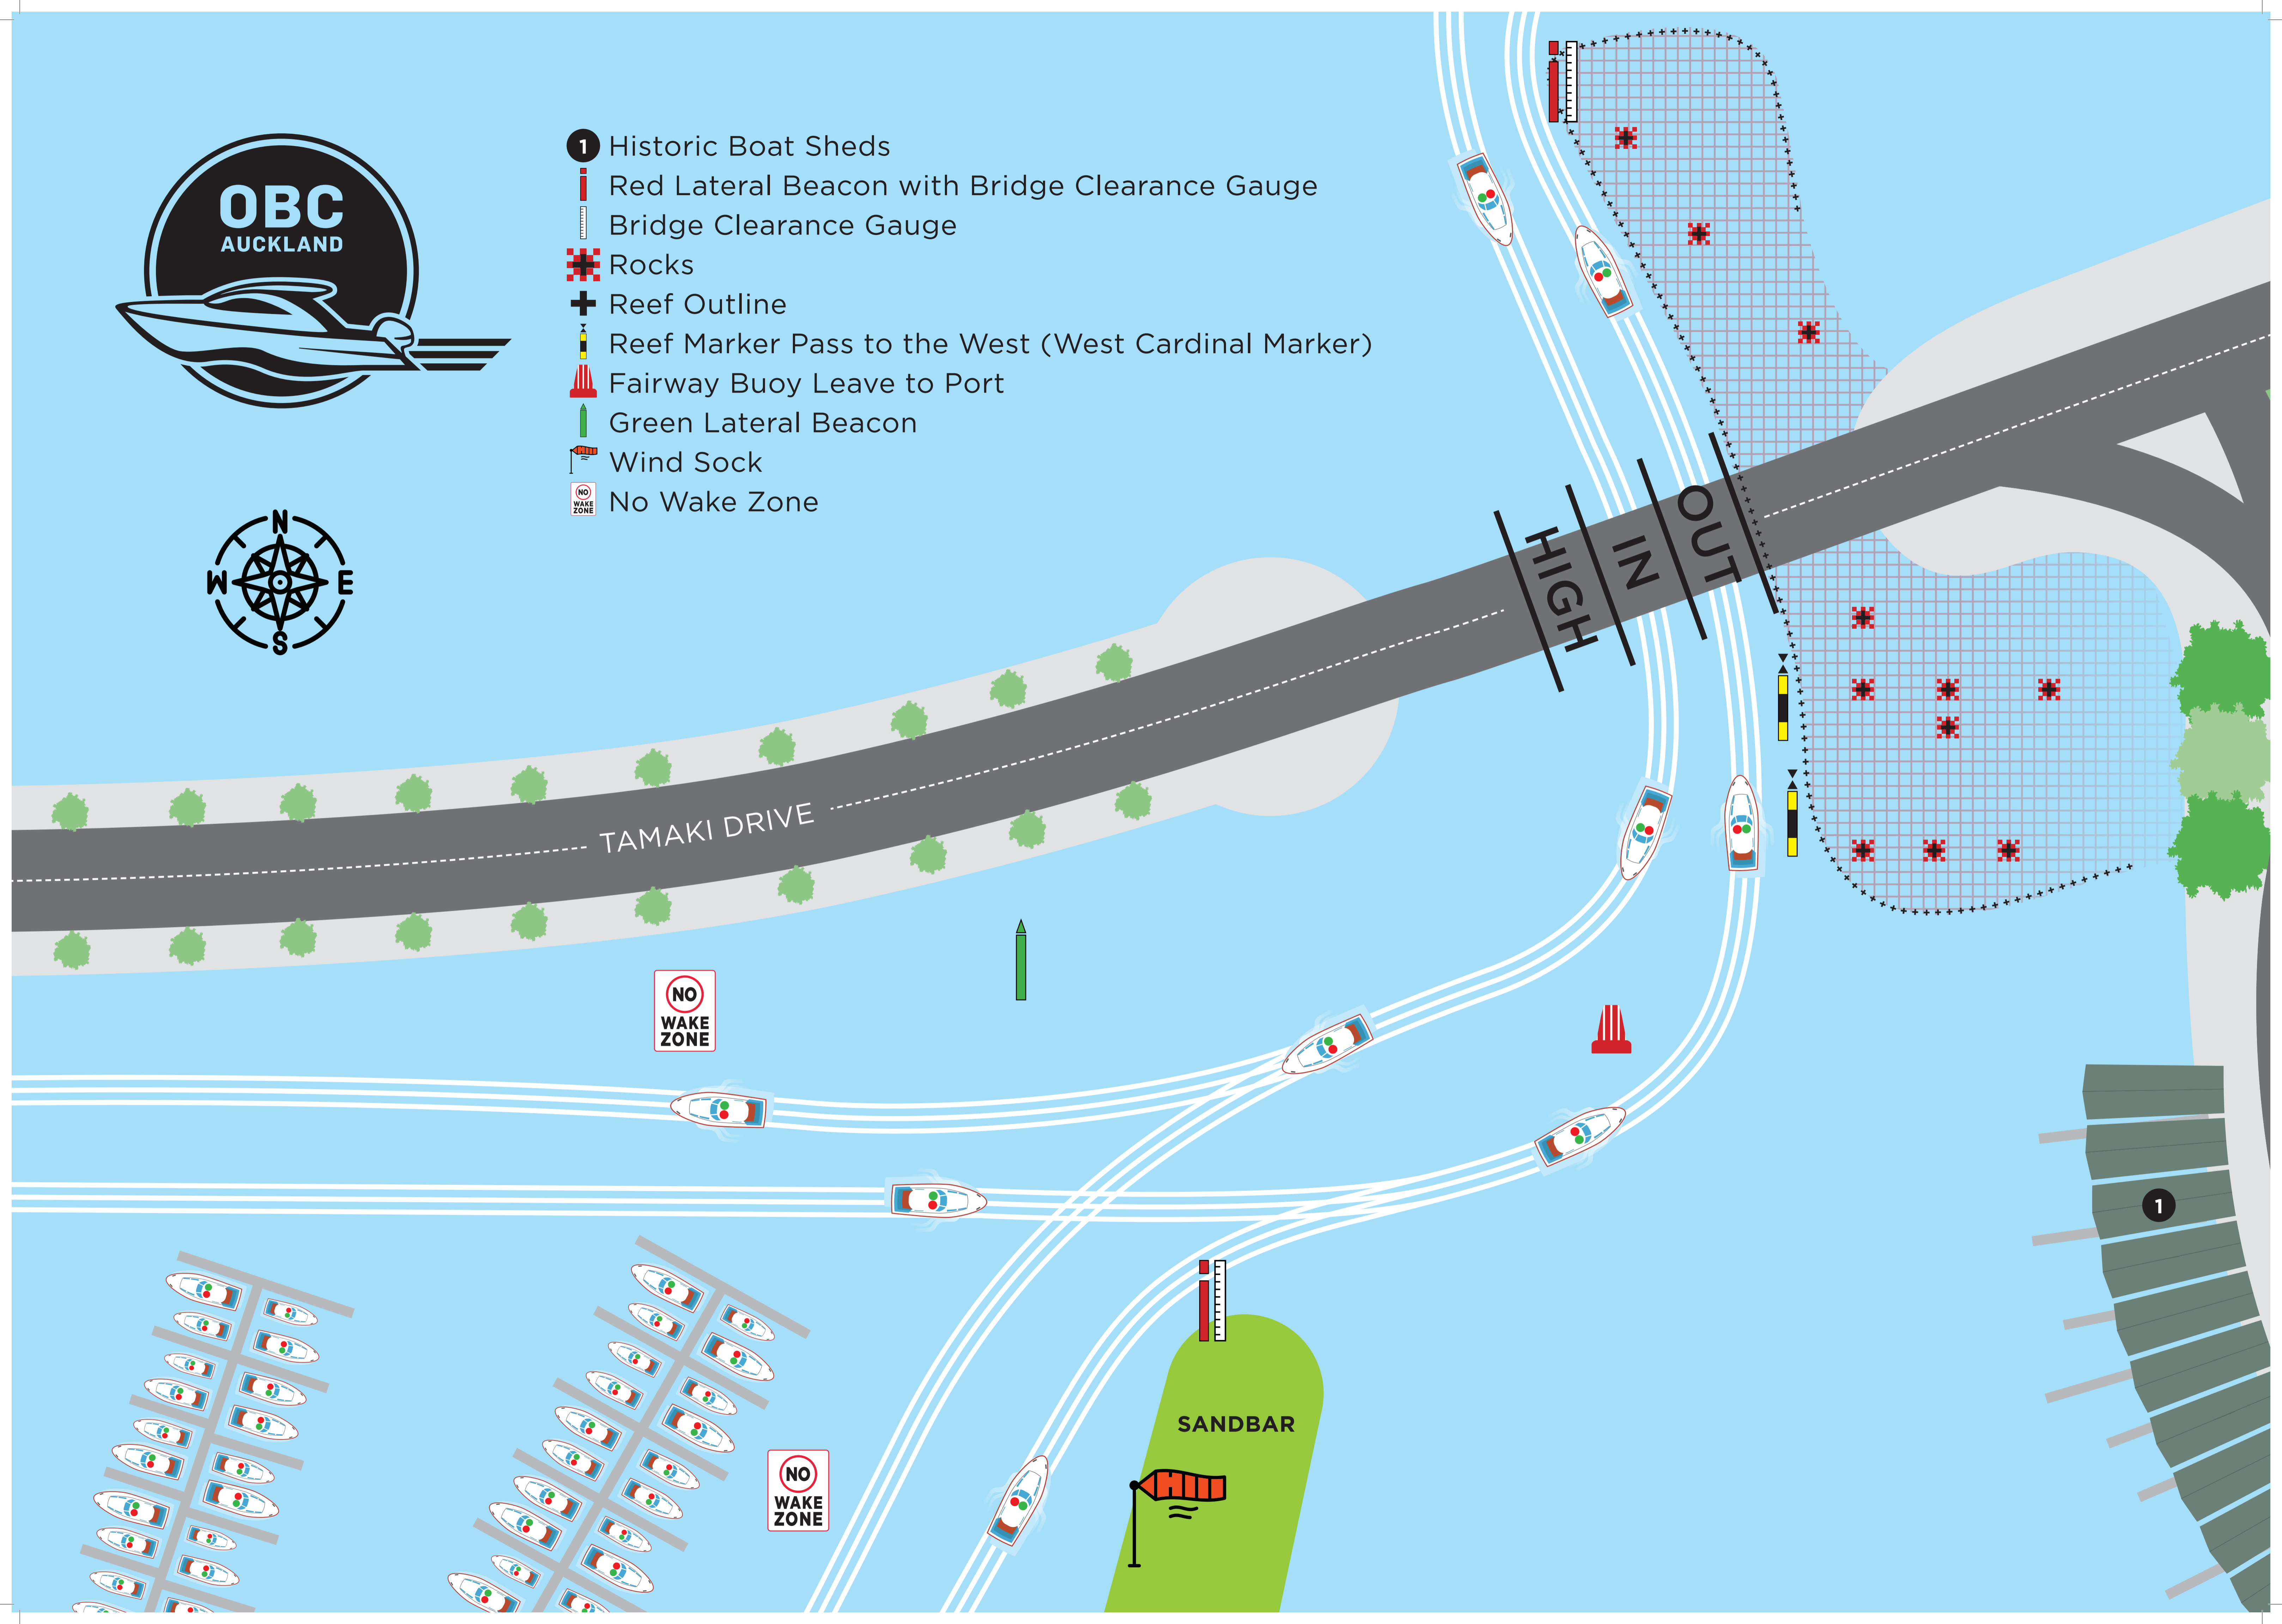 OBC
AUCKLAND
1 Historic Boat Sheds
Red Lateral Beacon with Bridge Clearance Gauge
Bridge Clearance Gauge
Rocks
Reef Outline
Reef Marker Pass to the West (West Cardinal Marker)
Fairway Buoy Leave to Port
Green Lateral Beacon
Wind Sock
NO
WAKE
ZONE
No Wake Zone
N
W
E
S
HIGH
IN
OUT
TAMAKI DRIVE
NO
WAKE
ZONE
1
SANDBAR
NO
WAKE
ZONE